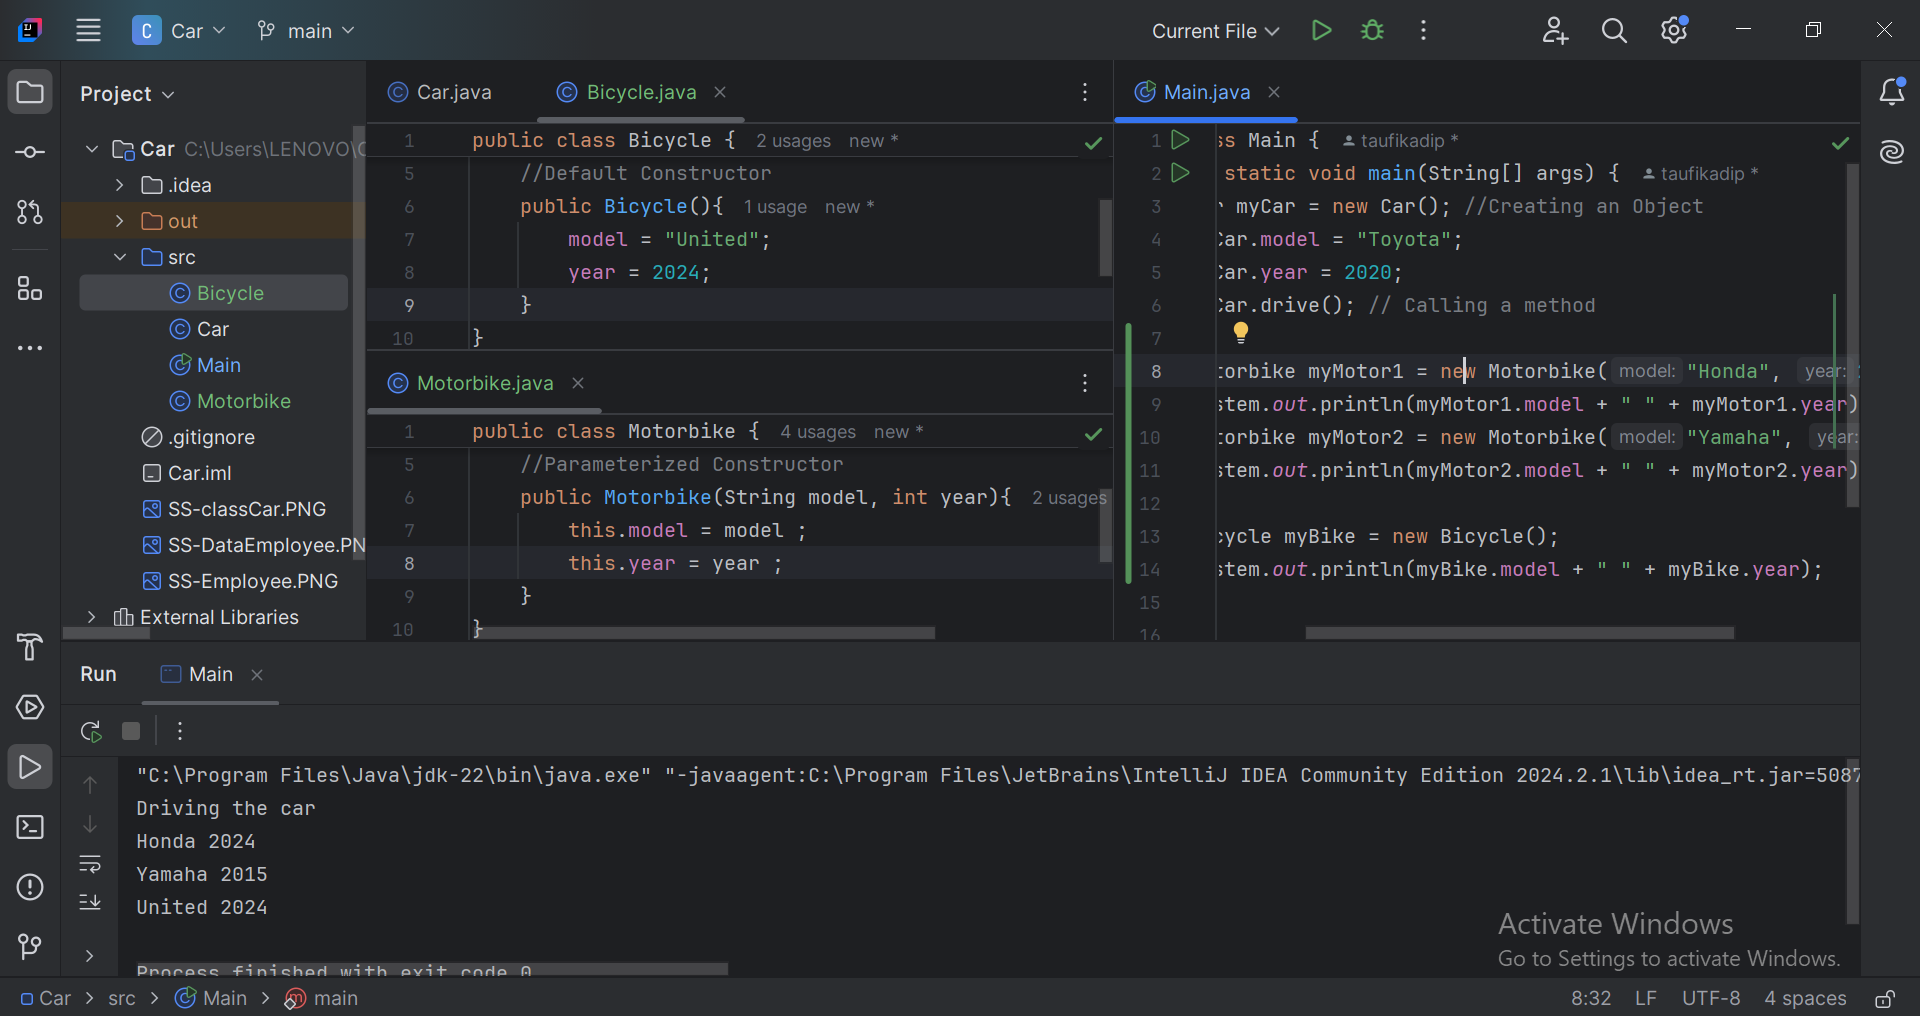 C Car main Current File
Project
Car C:\Users\LENOVO\
.idea
out
src
Bicycle
Car
Main
Motorbike
.gitignore
Car.iml
SS-classCar.PNG
SS-DataEmployee.PN
SS-Employee.PNG
External Libraries
Car.java Bicycle.java
1 public class Bicycle { 2 usages new *
5 //Default Constructor
6 public Bicycle(){ 1 usage new *
7 model = "United";
8 year = 2024;
9 }
10 }
Motorbike.java
1 public class Motorbike { 4 usages new *
5 //Parameterized Constructor
6 public Motorbike(String model, int year){ 2 usages
7 this.model = model ;
8 this.year = year ;
9 }
10 }
Main.java
1 ss Main { taufikadip *
2 static void main(String[] args) { taufikadip *
3 r myCar = new Car(); //Creating an Object
4 Car.model = "Toyota";
5 Car.year = 2020;
6 Car.drive(); // Calling a method
7
8 torbike myMotor1 = new Motorbike( model: "Honda", year:
9 stem.out.println(myMotor1.model + " " + myMotor1.year)
10 torbike myMotor2 = new Motorbike( model: "Yamaha", year:
11 stem.out.println(myMotor2.model + " " + myMotor2.year)
12
13 cycle myBike = new Bicycle();
14 stem.out.println(myBike.model + " " + myBike.year);
15
16
Run Main
"C:\Program Files\Java\jdk-22\bin\java.exe" "-javaagent:C:\Program Files\JetBrains\IntelliJ IDEA Community Edition 2024.2.1\lib\idea_rt.jar=5087
Driving the car
Honda 2024
Yamaha 2015
United 2024
Process finished with exit code 0
Activate Windows
Go to Settings to activate Windows.
Car > src > Main > main 8:32 LF UTF-8 4 spaces